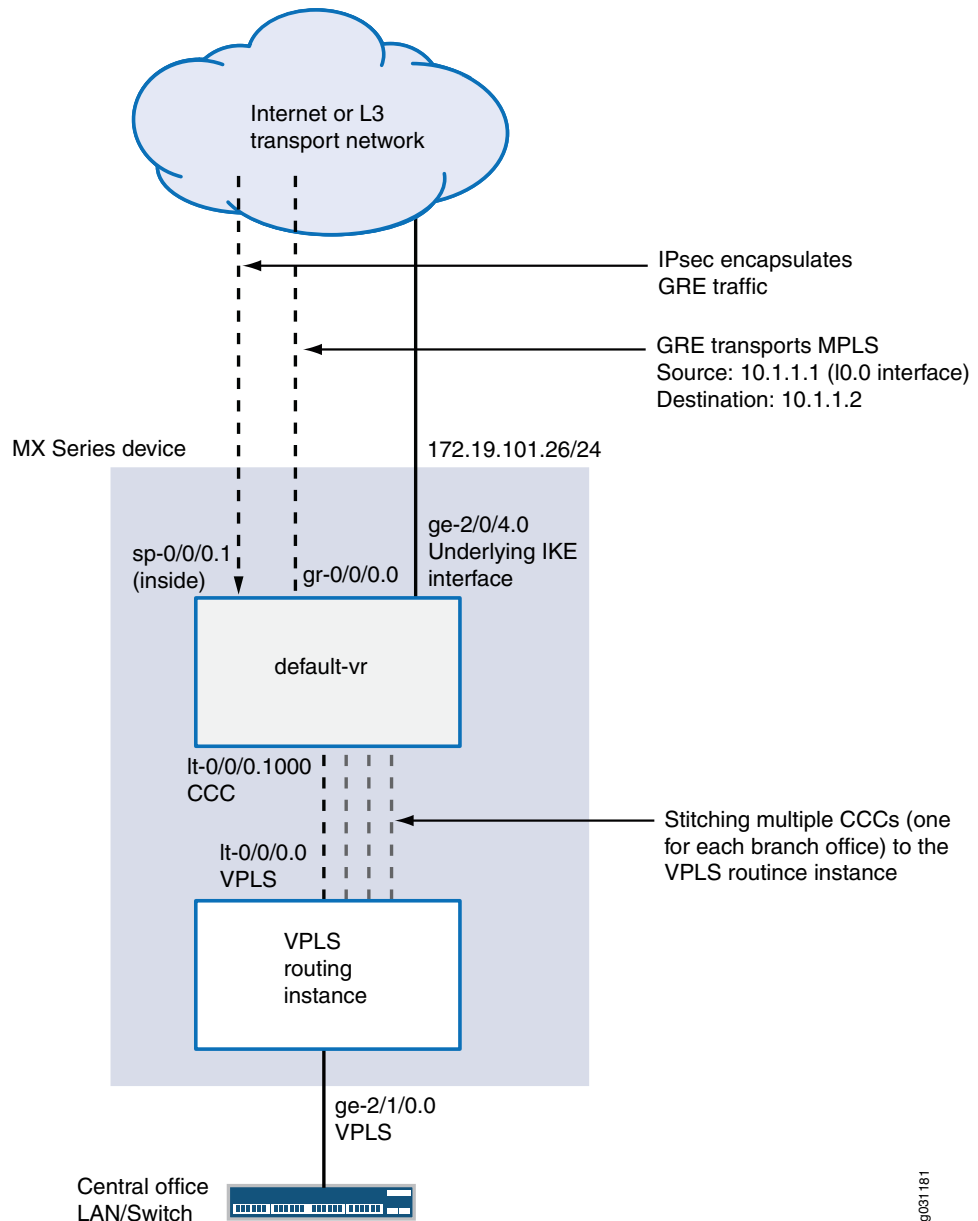 Internet or L3
transport network
IPsec encapsulates
GRE traffic
GRE transports MPLS
Source: 10.1.1.1 (l0.0 interface)
Destination: 10.1.1.2
MX Series device
172.19.101.26/24
sp-0/0/0.1
(inside)
gr-0/0/0.0
ge-2/0/4.0
Underlying IKE
interface
default-vr
lt-0/0/0.1000
CCC
lt-0/0/0.0
VPLS
Stitching multiple CCCs (one
for each branch office) to the
VPLS routince instance
VPLS
routing
instance
ge-2/1/0.0
VPLS
Central office
LAN/Switch
g031181